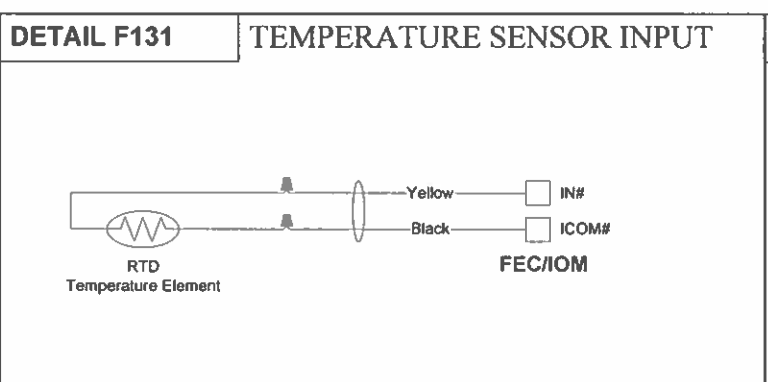 DETAIL F131
TEMPERATURE SENSOR INPUT
Yellow
IN#
Black
ICOM#
RTD
FEC/IOM
Temperature Element